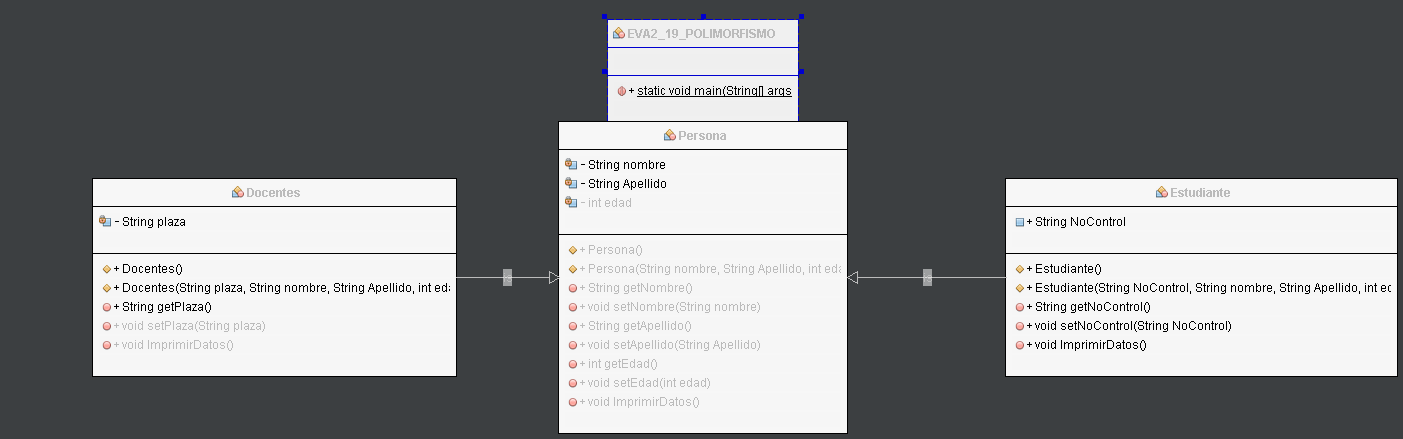 EVA2_19_POLIMORFISMO
+ static void main(String[] args
Persona
- String nombre
- String Apellido
- int edad
+ Persona()
+ Persona(String nombre, String Apellido, int eda
+ String getNombre()
+ void setNombre(String nombre)
+ String getApellido()
+ void setApellido(String Apellido)
+ int getEdad()
+ void setEdad(int edad)
+ void ImprimirDatos()
Docentes
- String plaza
+ Docentes()
+ Docentes(String plaza, String nombre, String Apellido, int eda
+ String getPlaza()
+ void setPlaza(String plaza)
+ void ImprimirDatos()
Estudiante
+ String NoControl
+ Estudiante()
+ Estudiante(String NoControl, String nombre, String Apellido, int ed
+ String getNoControl()
+ void setNoControl(String NoControl)
+ void ImprimirDatos()